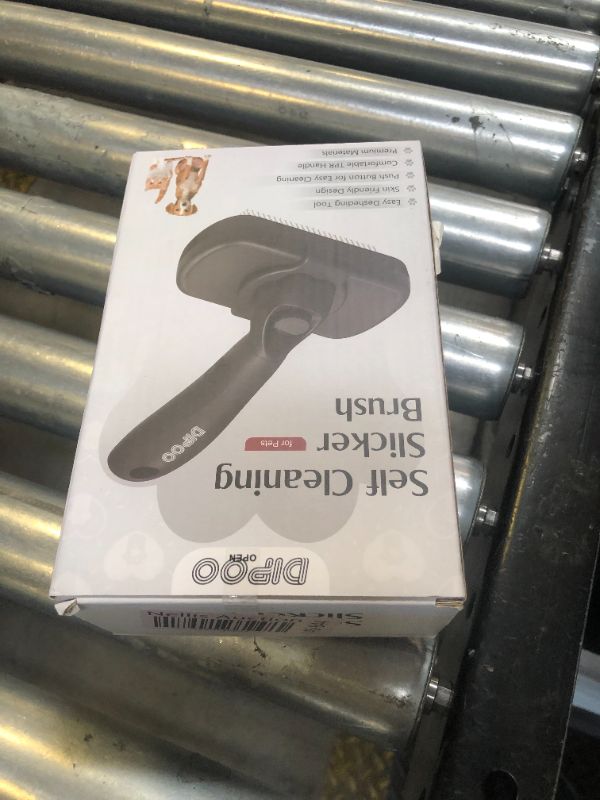 DIPOO
OPEN
Self Cleaning
Slicker for Pets
Brush
DIPOO
Easy Deshedding Tool
Skin Friendly Design
Push Button for Easy Cleaning
Comfortable TPR Handle
Premium Materials